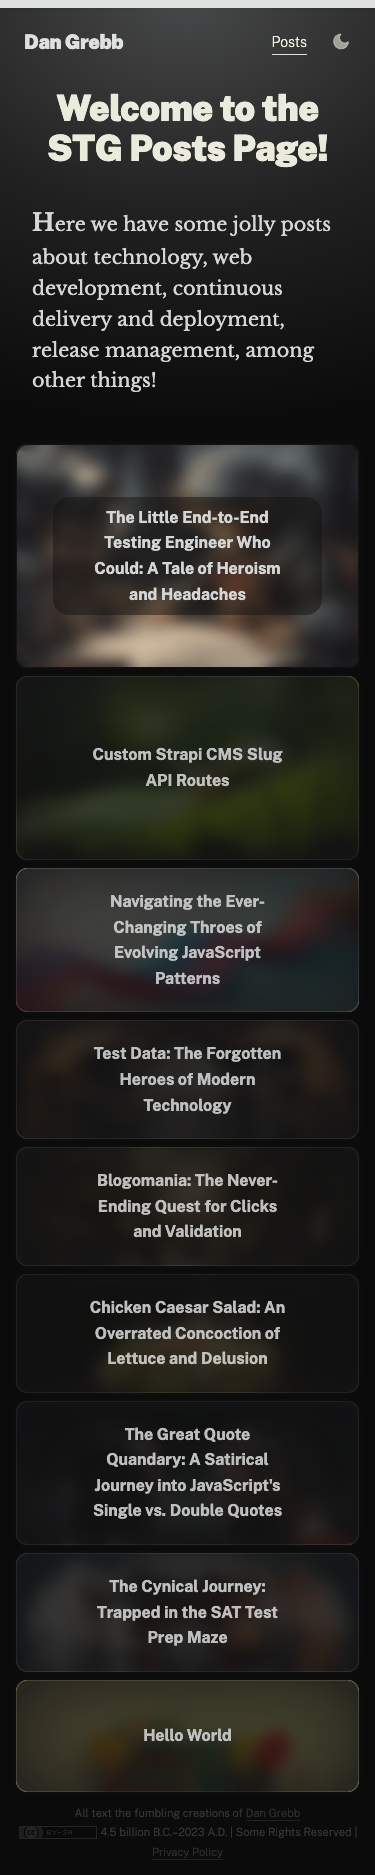 Dan Grebb
Posts
Welcome to the
STG Posts Page!
Here we have some jolly posts
about technology, web
development, continuous
delivery and deployment,
release management, among
other things!
The Little End-to-End
Testing Engineer Who
Could: A Tale of Heroism
and Headaches
Custom Strapi CMS Slug
API Routes
Navigating the Ever-
Changing Throes of
Evolving JavaScript
Patterns
Test Data: The Forgotten
Heroes of Modern
Technology
Blogomania: The Never-
Ending Quest for Clicks
and Validation
Chicken Caesar Salad: An
Overrated Concoction of
Lettuce and Delusion
The Great Quote
Quandary: A Satirical
Journey into JavaScript's
Single vs. Double Quotes
The Cynical Journey:
Trapped in the SAT Test
Prep Maze
Hello World
All text the fumbling creations of Dan Grebb
CC BY-SA 4.5 billion B.C.–2023 A.D. | Some Rights Reserved |
Privacy Policy